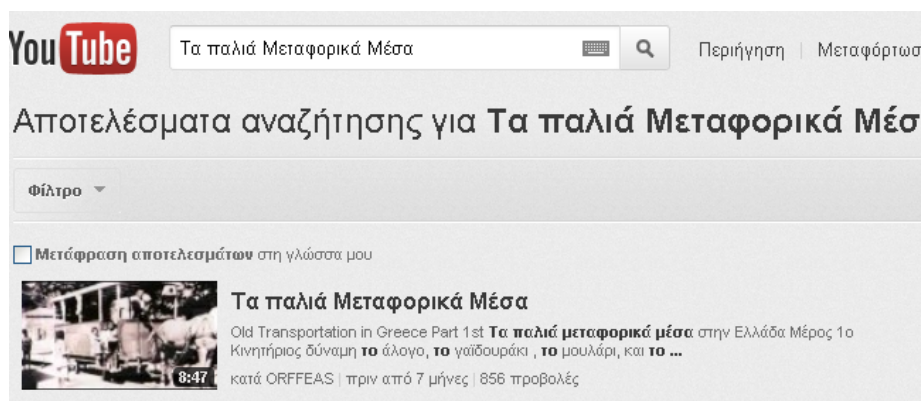 YouTube Τα παλιά Μεταφορικά Μέσα Περιήγηση | Μεταφόρτωσ
Αποτελέσματα αναζήτησης για Τα παλιά Μεταφορικά Μέσ
Φίλτρο
Μετάφραση αποτελεσμάτων στη γλώσσα μου
Τα παλιά Μεταφορικά Μέσα
Old Transportation in Greece Part 1st Τα παλιά μεταφορικά μέσα στην Ελλάδα Μέρος 1ο
Κινητήριος δύναμη το άλογο, το γαϊδουράκι , το μουλάρι, και το ...
8:47 κατά ORFFEAS | πριν από 7 μήνες | 856 προβολές